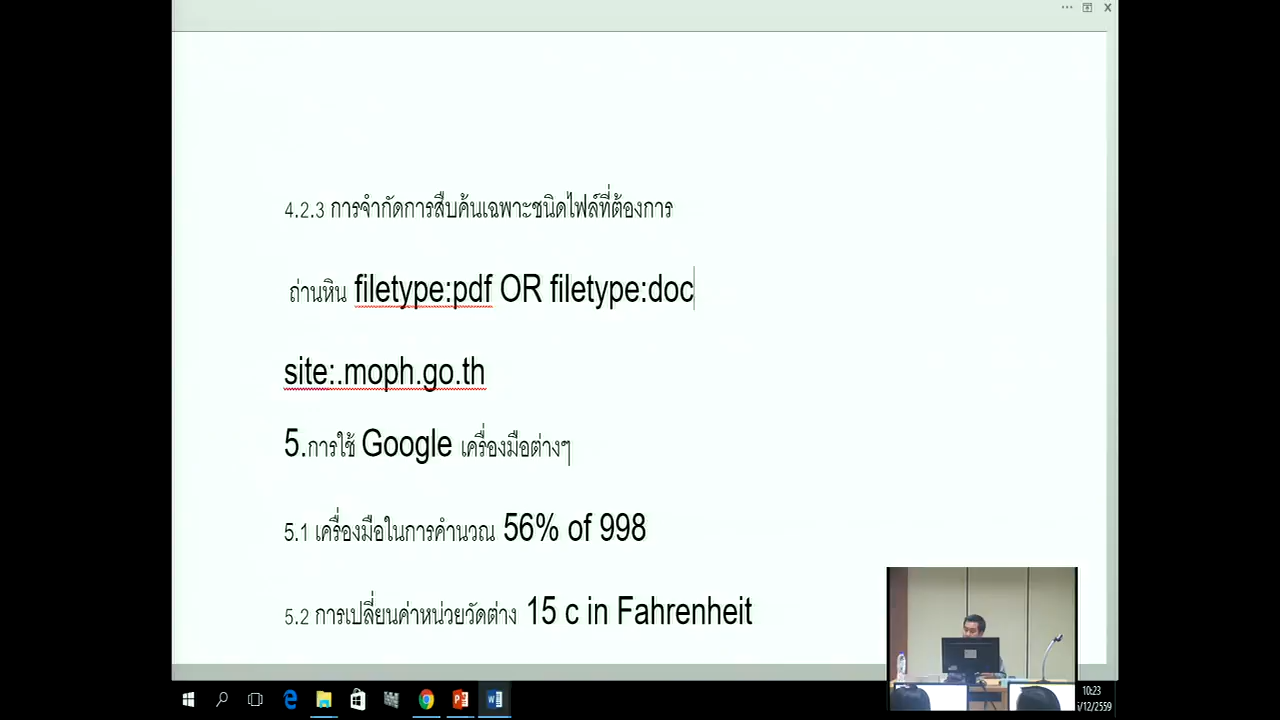 4.2.3 การจำกัดการสืบค้นเฉพาะชนิดไฟล์ที่ต้องการ
ถ่านหิน filetype:pdf OR filetype:doc
site:.moph.go.th
5.การใช้ Google เครื่องมือต่างๆ
5.1 เครื่องมือในการคำนวณ 56% of 998
5.2 การเปลี่ยนค่าหน่วยวัดต่าง 15 c in Fahrenheit
10:23
/12/2559